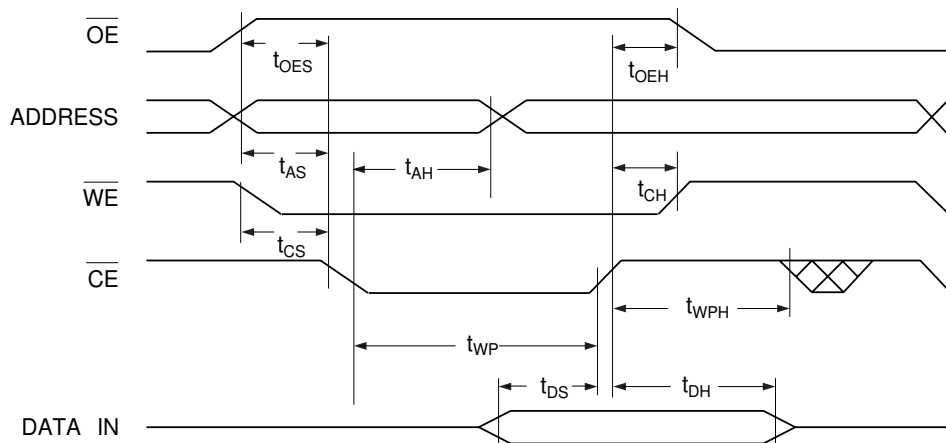 OE
tOES
tOEH
ADDRESS
tAS
tAH
WE
tCH
tCS
CE
tWPH
tWP
tDS
tDH
DATA IN